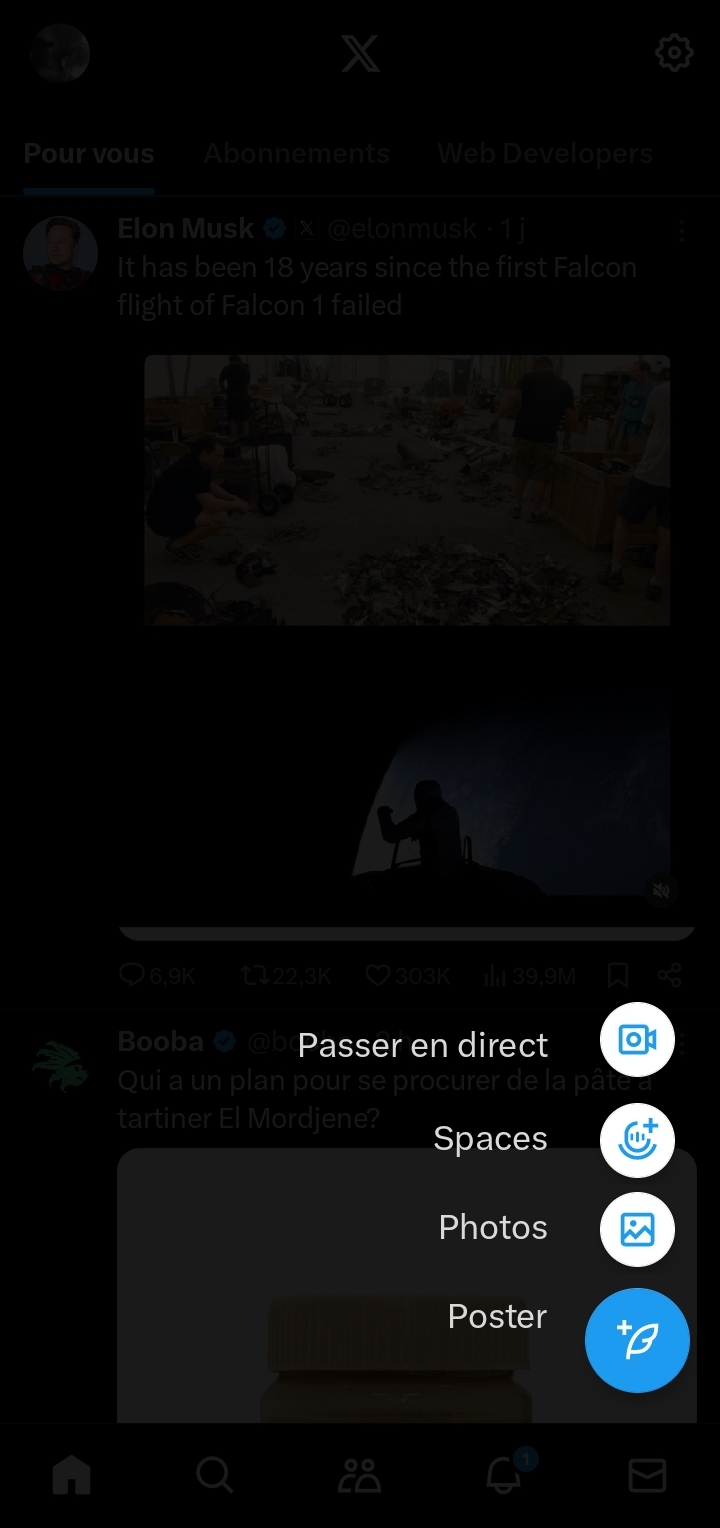 Pour vous Abonnements Web Developers
Elon Musk @elonmusk · 1 j
It has been 18 years since the first Falcon
flight of Falcon 1 failed
6,9K 22,3K 303K 39,9M
Booba
Passer en direct
Qui a un plan pour se procurer de la pâte à
tartiner El Mordjene?
Spaces
Photos
Poster
1